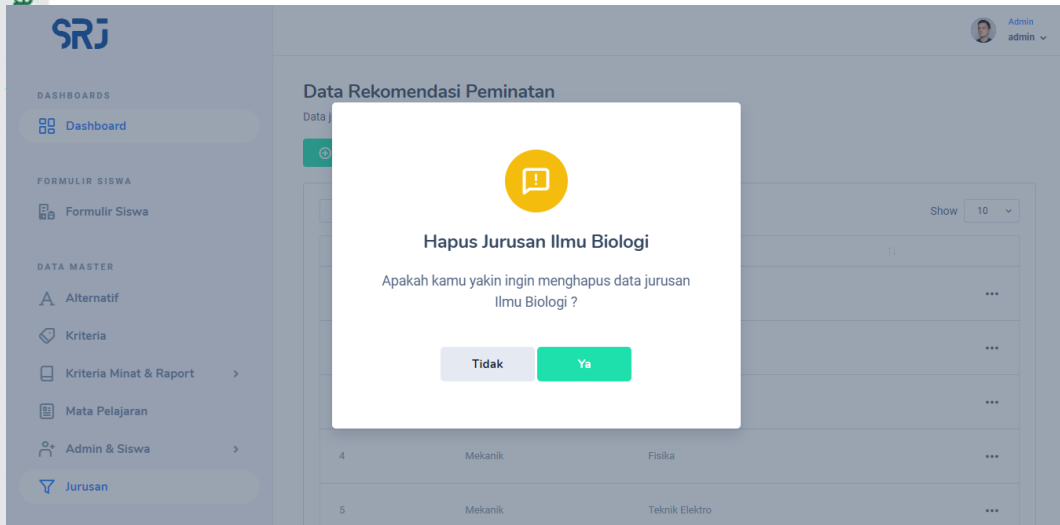 SRJ
Admin
admin
DASHBOARDS
Dashboard
FORMULIR SISWA
Formulir Siswa
DATA MASTER
Alternatif
Kriteria
Kriteria Minat & Raport
Mata Pelajaran
Admin & Siswa
Jurusan
Data Rekomendasi Peminatan
Data
Show 10
Hapus Jurusan Ilmu Biologi
Apakah kamu yakin ingin menghapus data jurusan
Ilmu Biologi ?
Tidak Ya
4 Mekanik Fisika
5 Mekanik Teknik Elektro